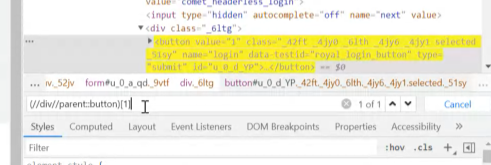 value="comet_headerless_login"
<input type="hidden" autocomplete="off" name="next" value>
▼<div class="_6ltg">
... ▶<button value="1" class="_42ft _4jy0 _6lth _4jy6 _4jy1 selected
_51sy" name="login" data-testid="royal_login_button" type=
"submit" id="u_0_d_YP">…</button> == $0
... iv._52jv form#u_0_a_qd._9vtf div._6ltg button#u_0_d_YP._42ft._4jy0._6lth._4jy6._4jy1.selected._51sy ...
(//div//parent::button)[1] 1 of 1 Cancel
Styles Computed Layout Event Listeners DOM Breakpoints Properties Accessibility »
Filter :hov .cls +
element.style {